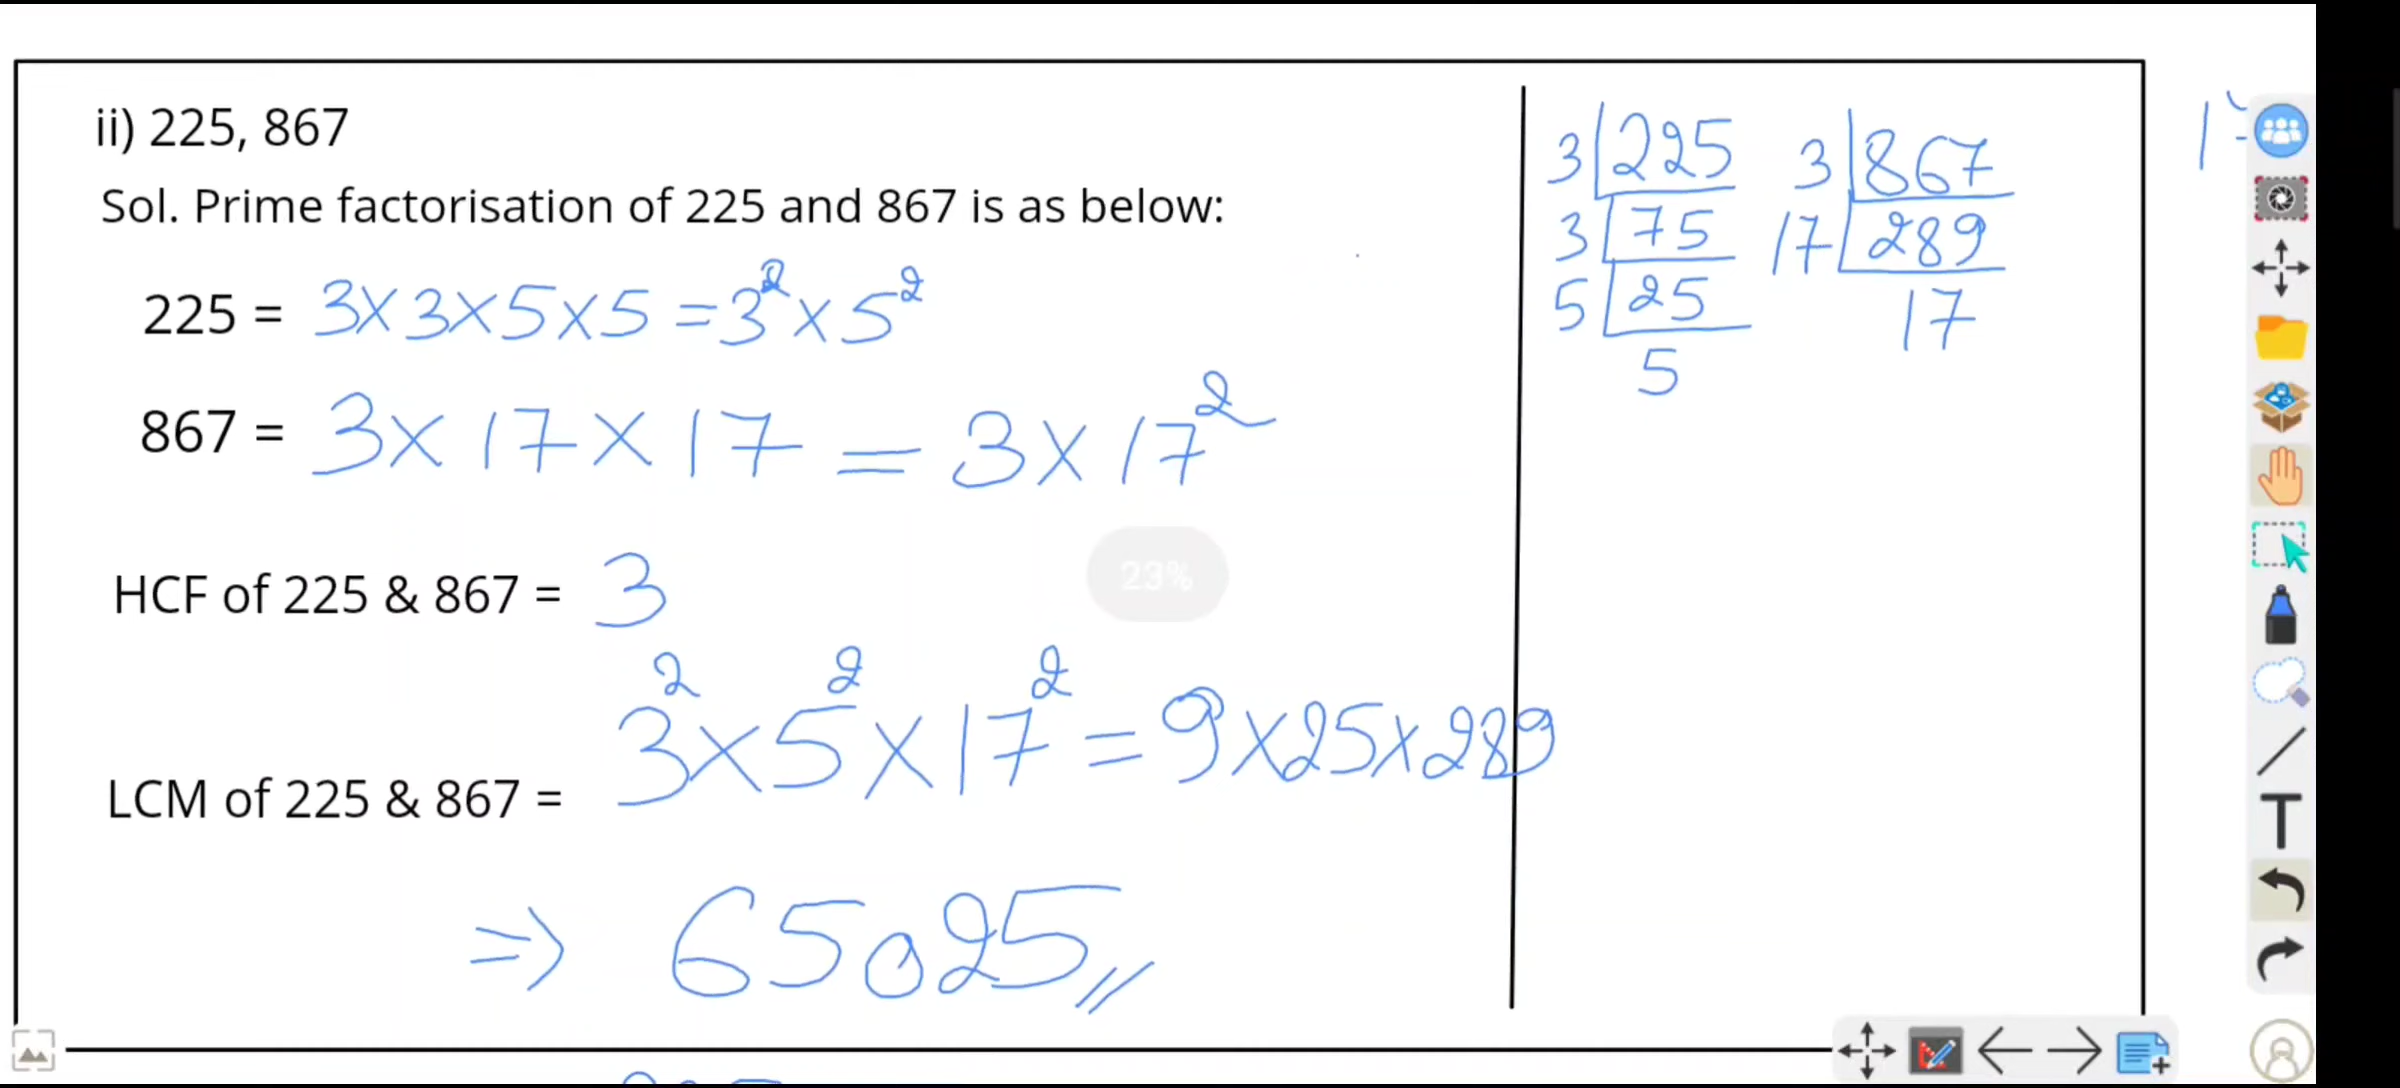 ii) 225, 867
Sol. Prime factorisation of 225 and 867 is as below:
225 = 3×3×5×5 = 3² × 5²
867 = 3 × 17 × 17 = 3 × 17²
HCF of 225 & 867 = 3
23%
LCM of 225 & 867 = 3² × 5² × 17² = 9×25×289
⇒ 65025//
3 225
3 75
5 25
5
3 867
17 289
17
T